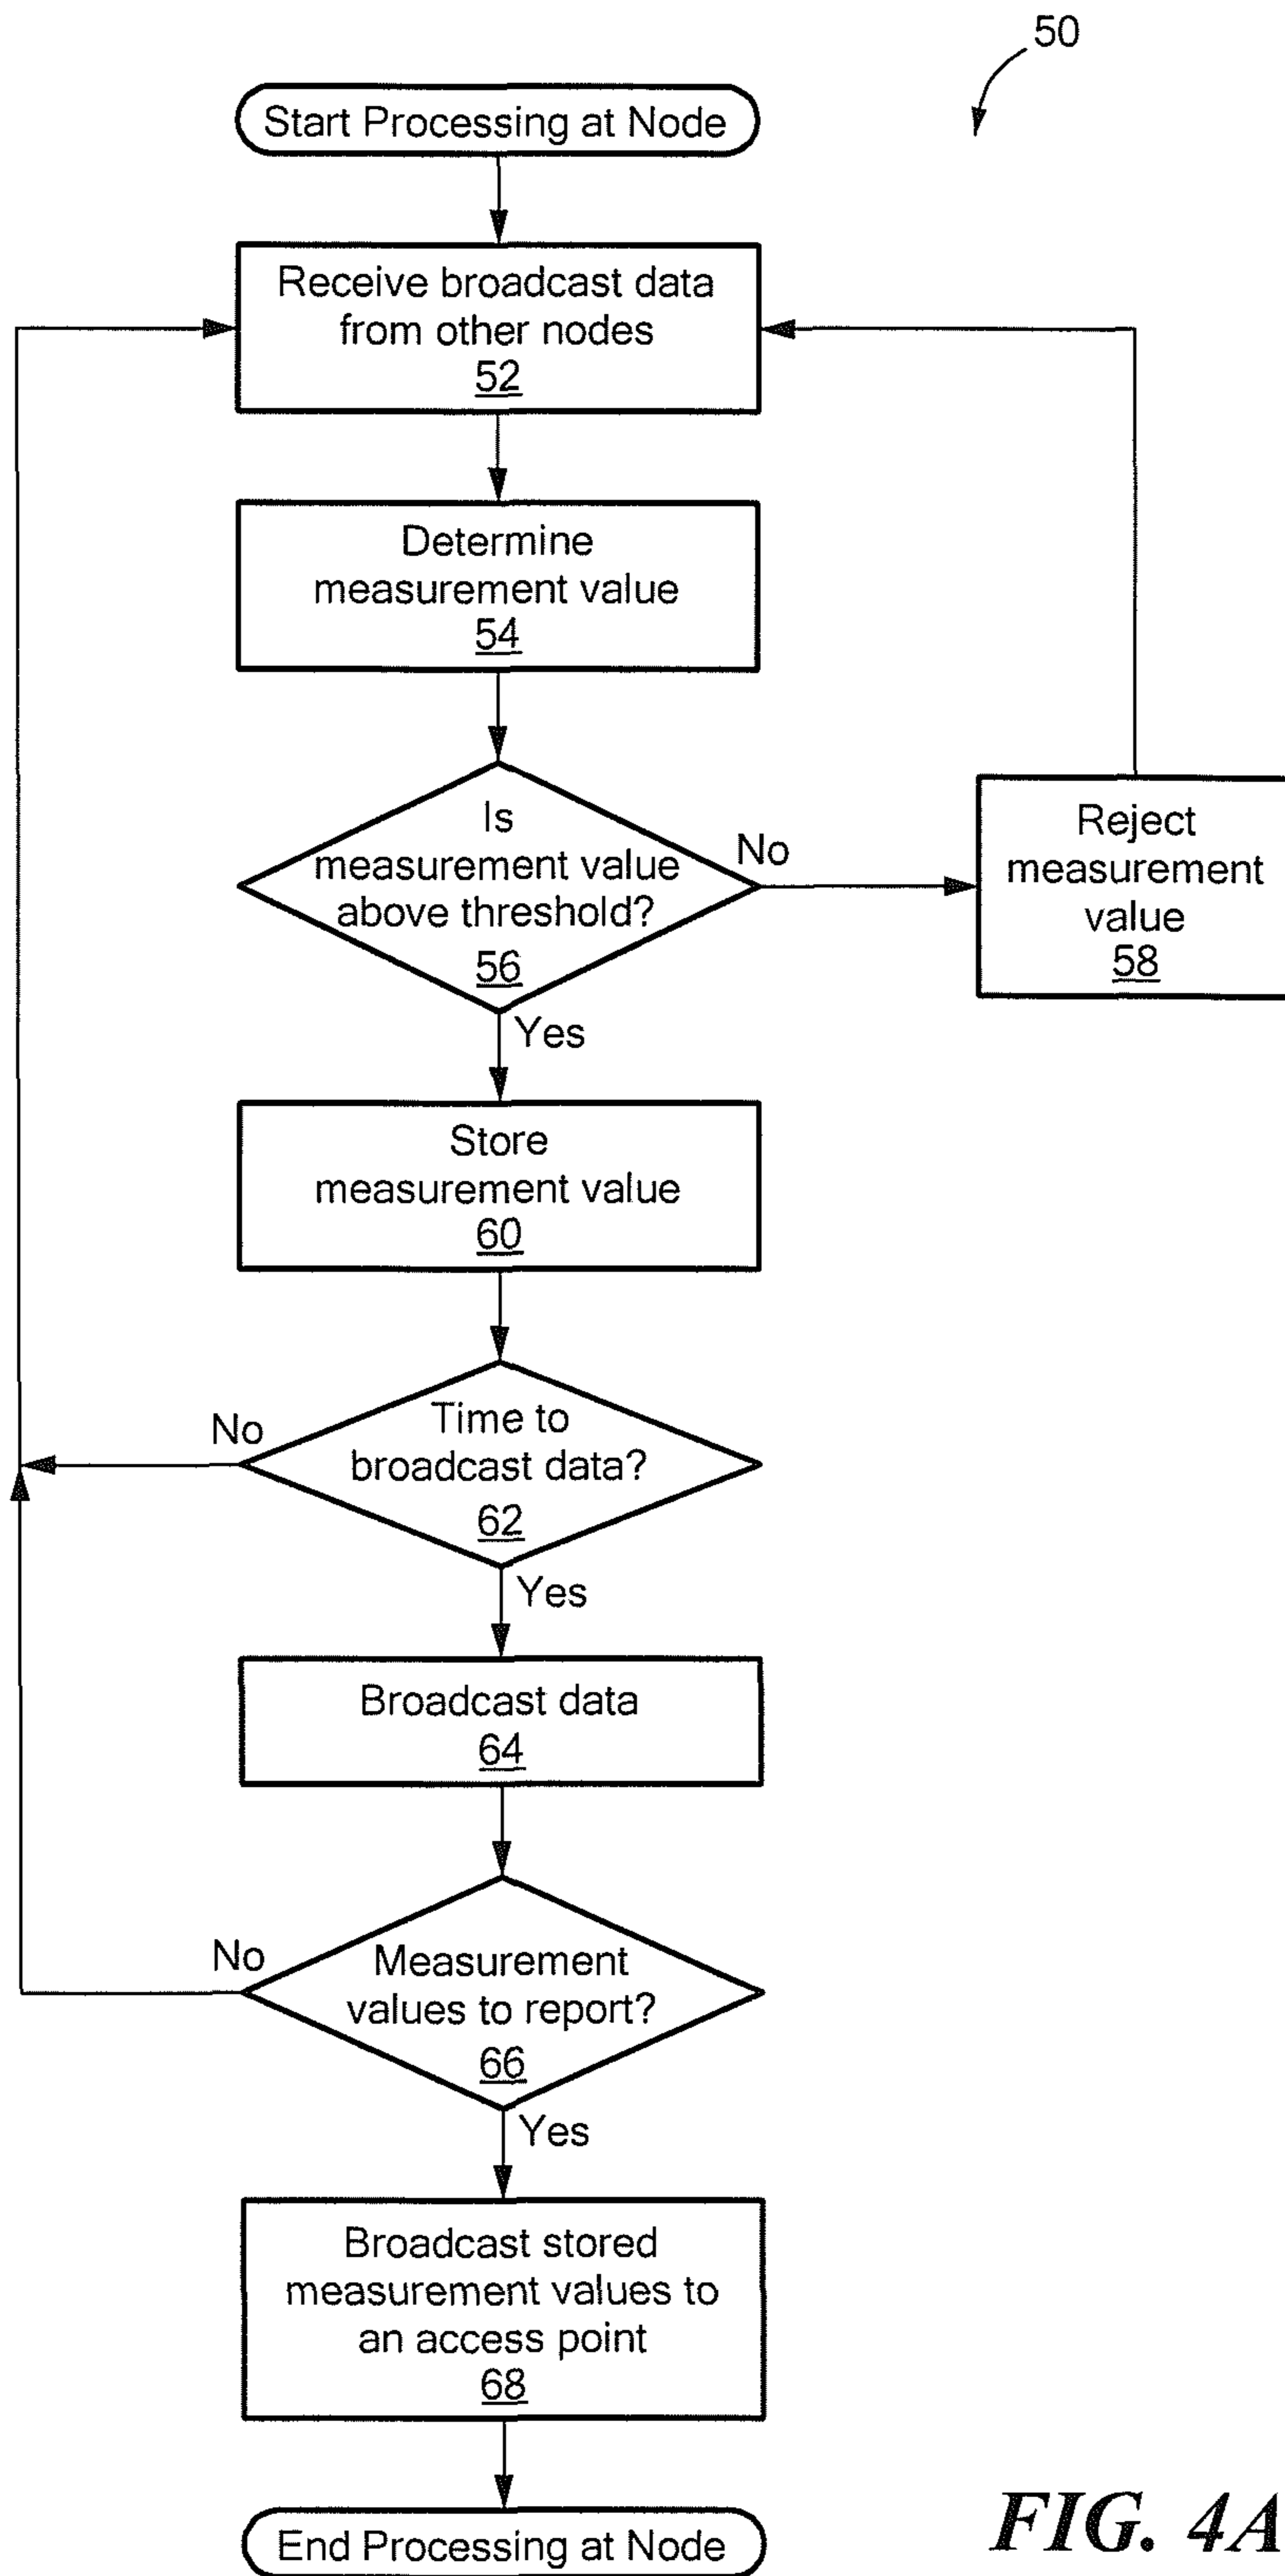 50
Start Processing at Node
Receive broadcast data
from other nodes
52
Determine
measurement value
54
Is
measurement value
above threshold?
56
No
Reject
measurement
value
58
Yes
Store
measurement value
60
No
Time to
broadcast data?
62
Yes
Broadcast data
64
No
Measurement
values to report?
66
Yes
Broadcast stored
measurement values to
an access point
68
End Processing at Node
FIG. 4A